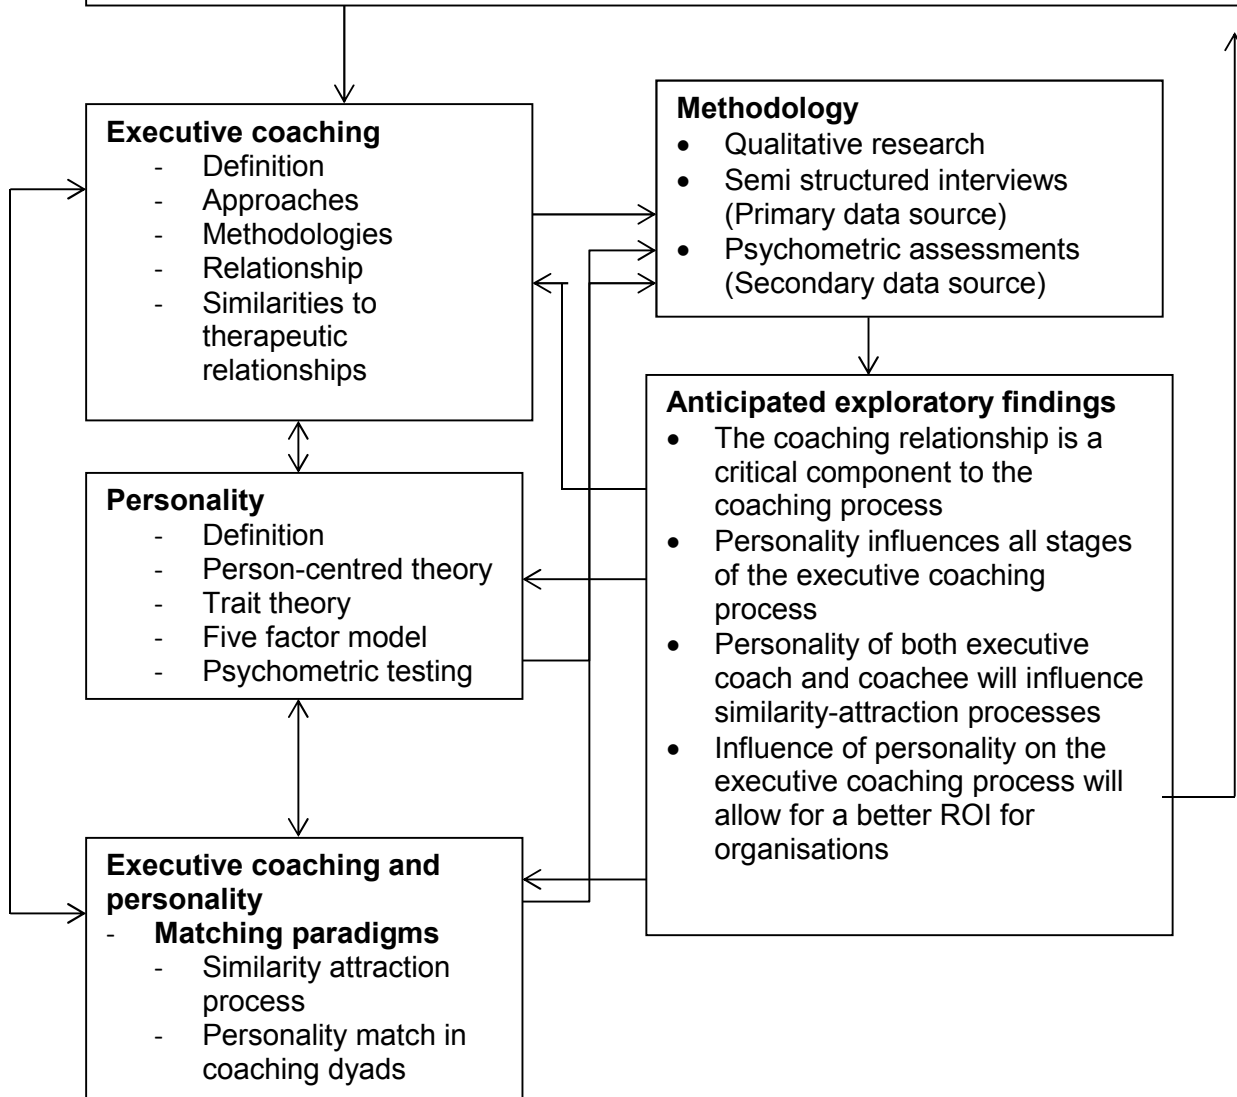 Executive coaching
- Definition
- Approaches
- Methodologies
- Relationship
- Similarities to
therapeutic
relationships
Personality
- Definition
- Person-centred theory
- Trait theory
- Five factor model
- Psychometric testing
Executive coaching and
personality
- Matching paradigms
- Similarity attraction
process
- Personality match in
coaching dyads
Methodology
• Qualitative research
• Semi structured interviews
(Primary data source)
• Psychometric assessments
(Secondary data source)
Anticipated exploratory findings
• The coaching relationship is a
critical component to the
coaching process
• Personality influences all stages
of the executive coaching
process
• Personality of both executive
coach and coachee will influence
similarity-attraction processes
• Influence of personality on the
executive coaching process will
allow for a better ROI for
organisations